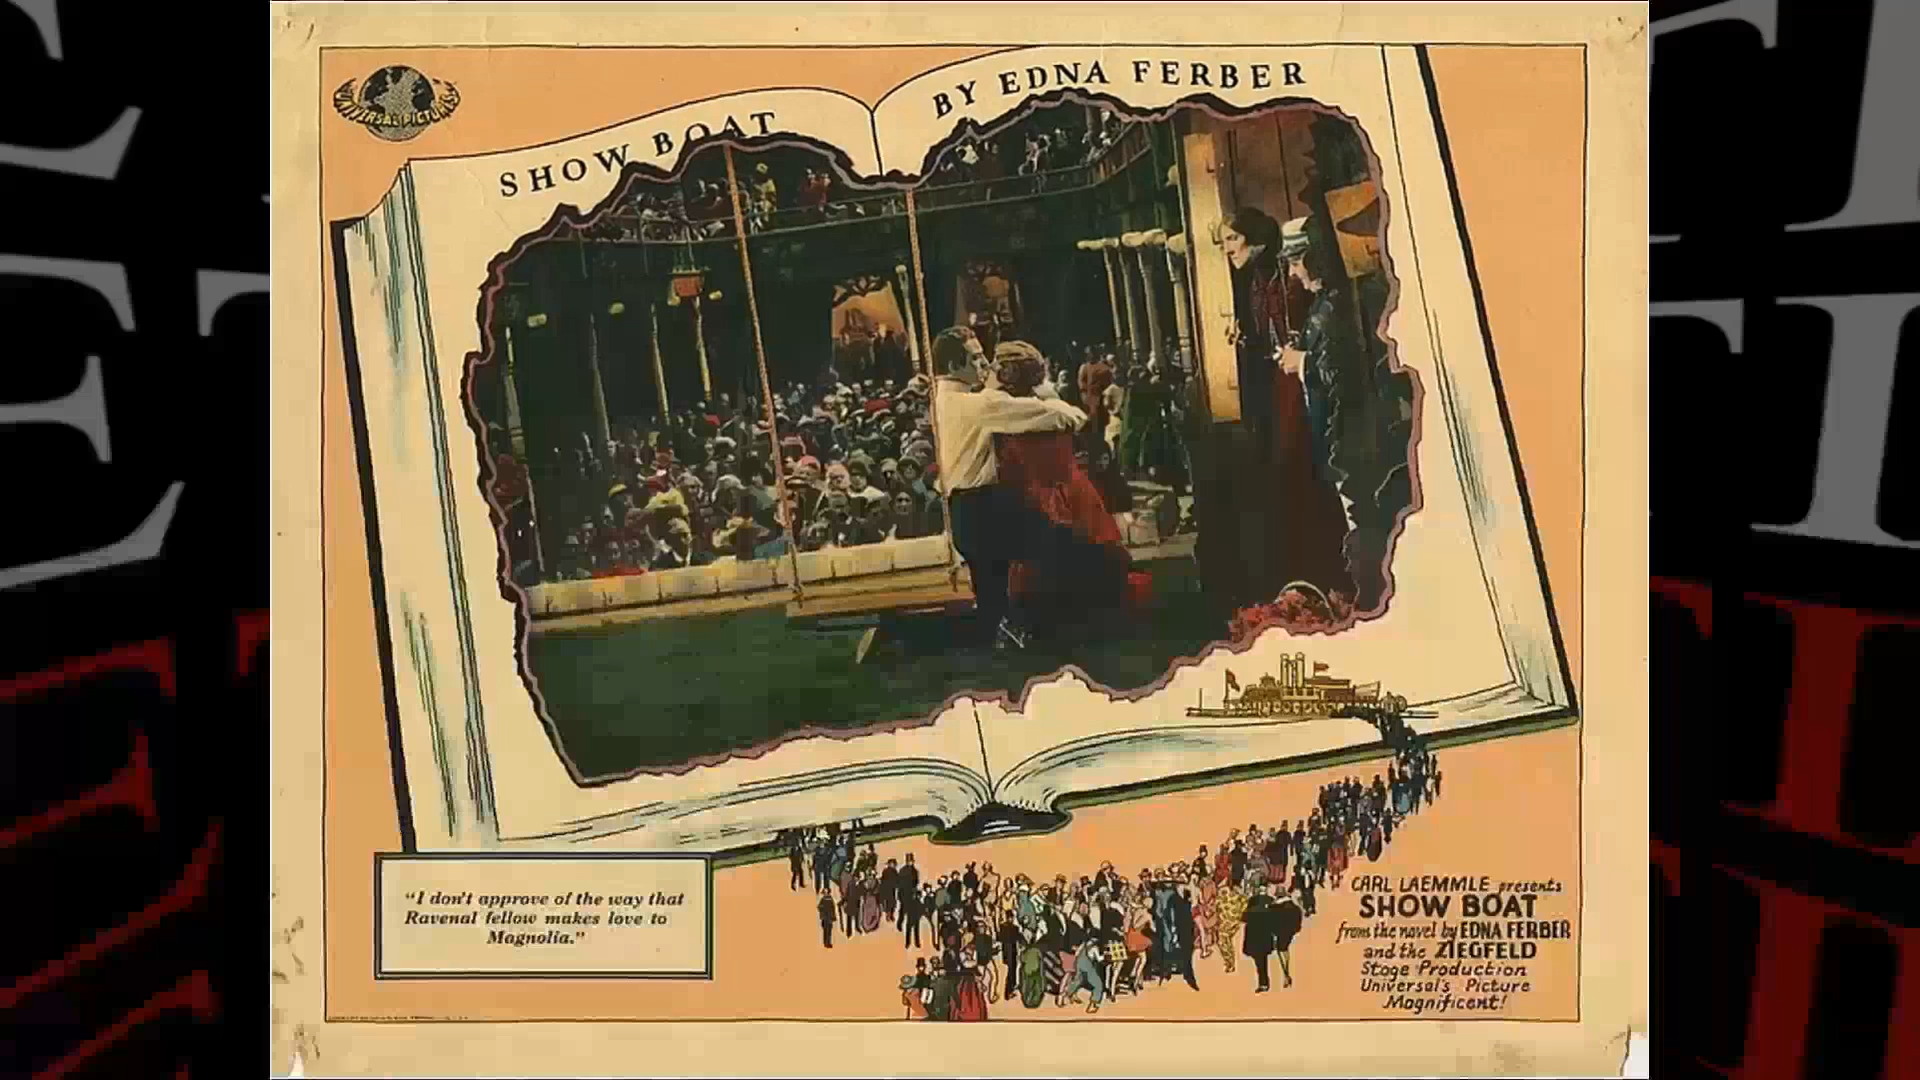 UNIVERSAL PICTURES
SHOW BOAT
BY EDNA FERBER
"I don't approve of the way that
Ravenal fellow makes love to
Magnolia."
CARL LAEMMLE presents
SHOW BOAT
from the novel by EDNA FERBER
and the ZIEGFELD
Stage Production
Universal's Picture
Magnificent!